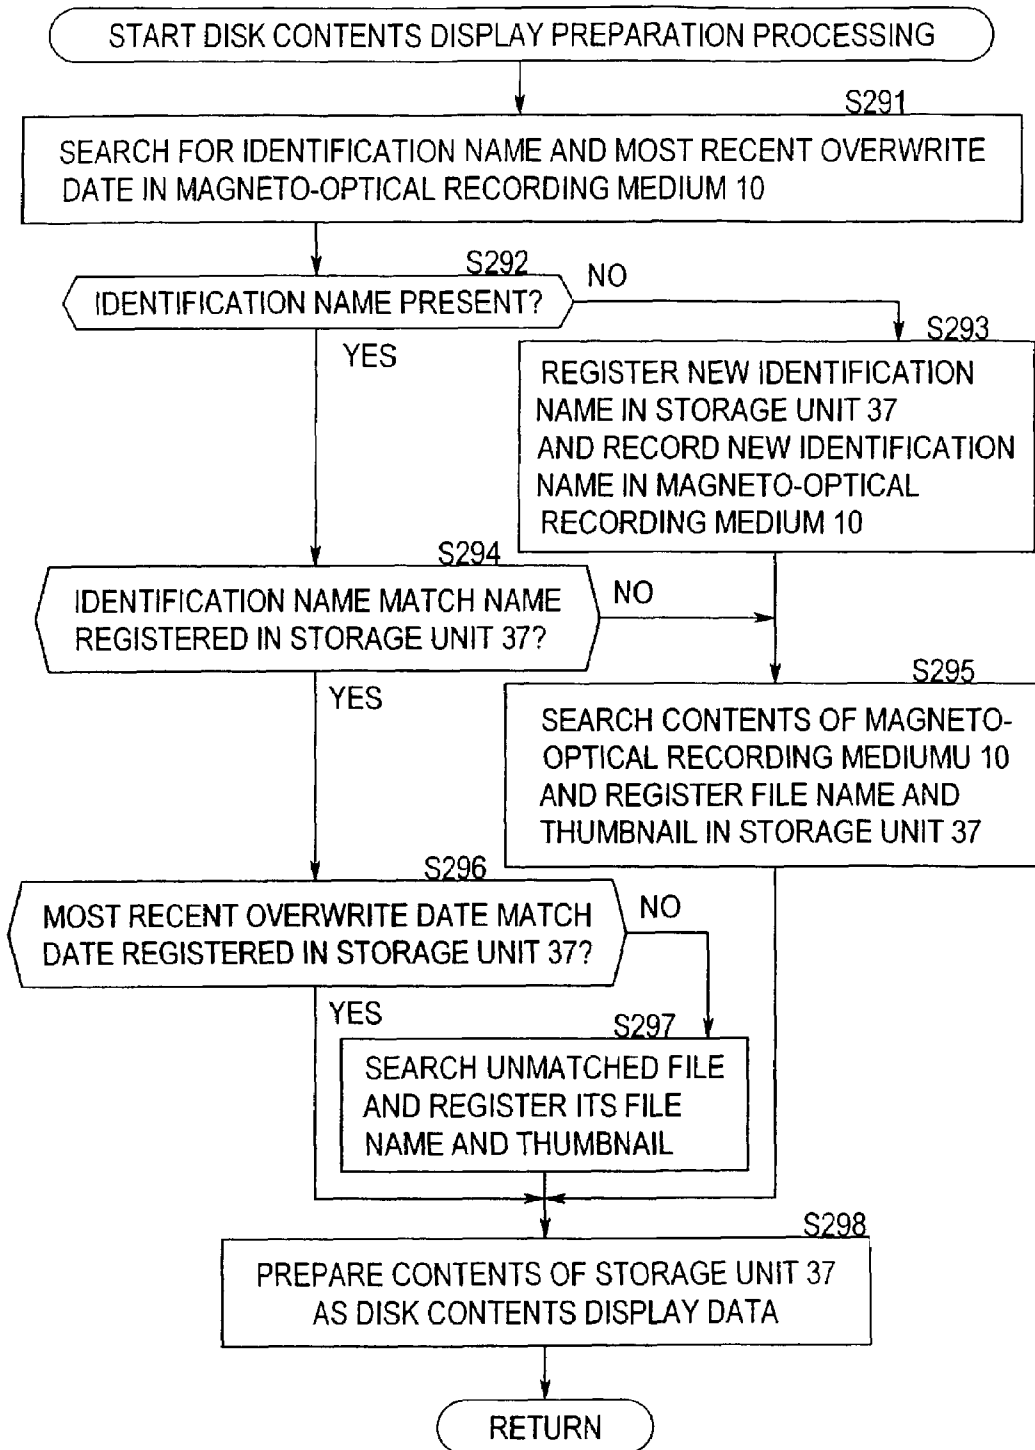 START DISK CONTENTS DISPLAY PREPARATION PROCESSING
S291
SEARCH FOR IDENTIFICATION NAME AND MOST RECENT OVERWRITE
DATE IN MAGNETO-OPTICAL RECORDING MEDIUM 10
S292
IDENTIFICATION NAME PRESENT?
NO
YES
S293
REGISTER NEW IDENTIFICATION
NAME IN STORAGE UNIT 37
AND RECORD NEW IDENTIFICATION
NAME IN MAGNETO-OPTICAL
RECORDING MEDIUM 10
S294
IDENTIFICATION NAME MATCH NAME
REGISTERED IN STORAGE UNIT 37?
NO
YES
S295
SEARCH CONTENTS OF MAGNETO-
OPTICAL RECORDING MEDIUMU 10
AND REGISTER FILE NAME AND
THUMBNAIL IN STORAGE UNIT 37
S296
MOST RECENT OVERWRITE DATE MATCH
DATE REGISTERED IN STORAGE UNIT 37?
NO
YES
S297
SEARCH UNMATCHED FILE
AND REGISTER ITS FILE
NAME AND THUMBNAIL
S298
PREPARE CONTENTS OF STORAGE UNIT 37
AS DISK CONTENTS DISPLAY DATA
RETURN